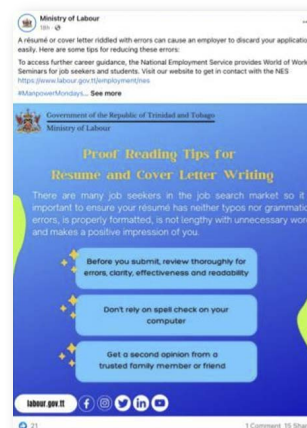 Ministry of Labour
19h
A résumé or cover letter riddled with errors can cause an employer to discard your application
easily. Here are some tips for reducing these errors:
To access further career guidance, the National Employment Service provides World of Work
Seminars for job seekers and students. Visit our website to get in contact with the NES
https://www.labour.gov.tt/employment/nes
#ManpowerMondays... See more
Government of the Republic of Trinidad and Tobago
Ministry of Labour
Proof Reading Tips for
Résume and Cover Letter Writing
There are many job seekers in the job search market so it
important to ensure your résumé has neither typos nor grammatic
errors, is properly formatted, is not lengthy with unnecessary word
and makes a positive impression of you.
Before you submit, review thoroughly for
errors, clarity, effectiveness and readability
Don't rely on spell check on your
computer
Get a second opinion from a
trusted family member or friend
labour.gov.tt
21
1 Comment 15 Shar